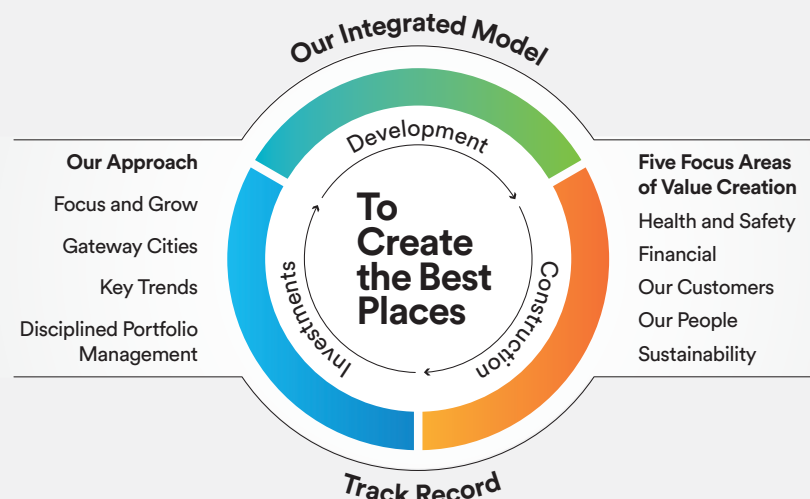 Our Integrated Model
Our Approach
Focus and Grow
Gateway Cities
Key Trends
Disciplined Portfolio
Management
Development
Construction
Investments
To
Create
the Best
Places
Five Focus Areas
of Value Creation
Health and Safety
Financial
Our Customers
Our People
Sustainability
Track Record